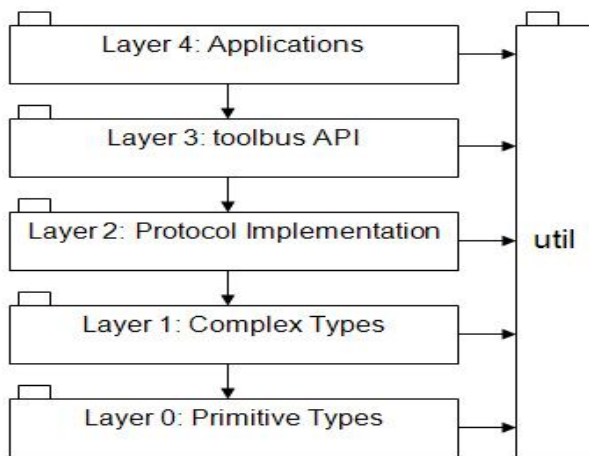 Layer 4: Applications
Layer 3: toolbus API
Layer 2: Protocol Implementation
util
Layer 1: Complex Types
Layer 0: Primitive Types